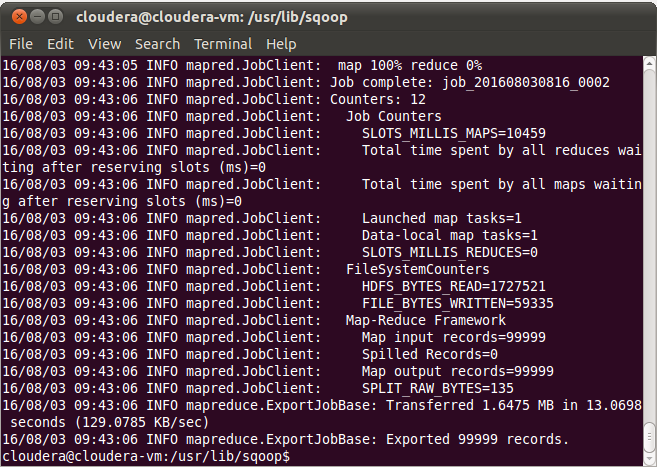 cloudera@cloudera-vm: /usr/lib/sqoop
File Edit View Search Terminal Help
16/08/03 09:43:05 INFO mapred.JobClient:  map 100% reduce 0%
16/08/03 09:43:06 INFO mapred.JobClient: Job complete: job_201608030816_0002
16/08/03 09:43:06 INFO mapred.JobClient: Counters: 12
16/08/03 09:43:06 INFO mapred.JobClient:   Job Counters
16/08/03 09:43:06 INFO mapred.JobClient:     SLOTS_MILLIS_MAPS=10459
16/08/03 09:43:06 INFO mapred.JobClient:     Total time spent by all reduces wai
ting after reserving slots (ms)=0
16/08/03 09:43:06 INFO mapred.JobClient:     Total time spent by all maps waitin
g after reserving slots (ms)=0
16/08/03 09:43:06 INFO mapred.JobClient:     Launched map tasks=1
16/08/03 09:43:06 INFO mapred.JobClient:     Data-local map tasks=1
16/08/03 09:43:06 INFO mapred.JobClient:     SLOTS_MILLIS_REDUCES=0
16/08/03 09:43:06 INFO mapred.JobClient:   FileSystemCounters
16/08/03 09:43:06 INFO mapred.JobClient:     HDFS_BYTES_READ=1727521
16/08/03 09:43:06 INFO mapred.JobClient:     FILE_BYTES_WRITTEN=59335
16/08/03 09:43:06 INFO mapred.JobClient:   Map-Reduce Framework
16/08/03 09:43:06 INFO mapred.JobClient:     Map input records=99999
16/08/03 09:43:06 INFO mapred.JobClient:     Spilled Records=0
16/08/03 09:43:06 INFO mapred.JobClient:     Map output records=99999
16/08/03 09:43:06 INFO mapred.JobClient:     SPLIT_RAW_BYTES=135
16/08/03 09:43:06 INFO mapreduce.ExportJobBase: Transferred 1.6475 MB in 13.0698
 seconds (129.0785 KB/sec)
16/08/03 09:43:06 INFO mapreduce.ExportJobBase: Exported 99999 records.
cloudera@cloudera-vm:/usr/lib/sqoop$